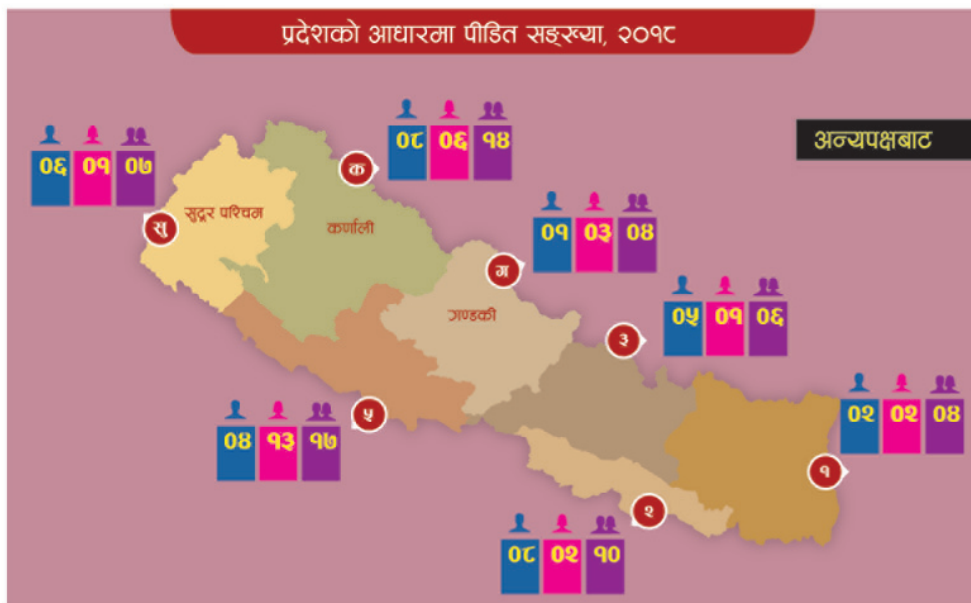 प्रदेशको आधारमा पीडित सङ्ख्या, २०१८
अन्यपक्षबाट
०८ ०६ १४
क
०६ ०१ ०७
सु
सुदूर पश्चिम
कर्णाली
०१ ०३ ०४
ग
गण्डकी
०५ ०१ ०६
३
०२ ०२ ०४
१
०४ १३ १७
५
२
०८ ०२ १०